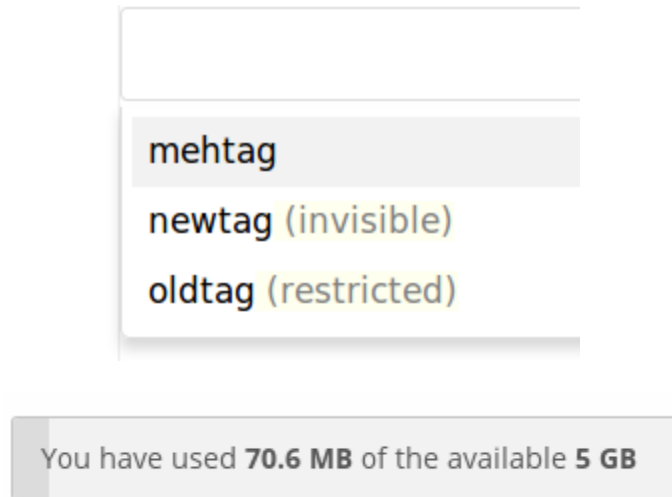 mehtag
newtag (invisible)
oldtag (restricted)
You have used 70.6 MB of the available 5 GB